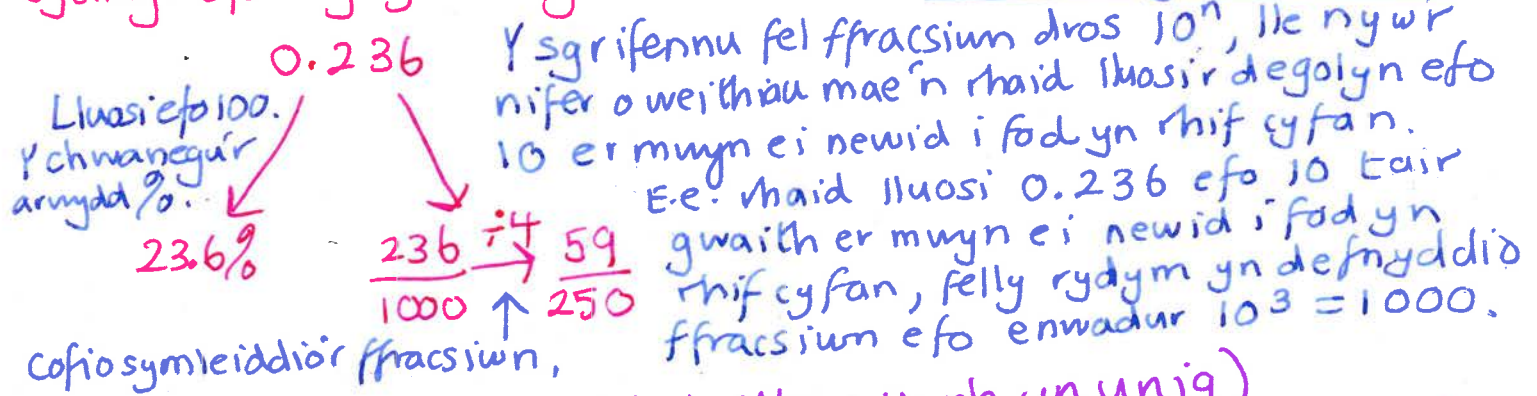 0.236
Lluosi efo 100.
Ychwanegu'r
arwydd %.
23.6%
236/1000 ÷4 → 59/250
Cofio symleiddio'r ffracsiwn.
Ysgrifennu fel ffracsiwn dros 10ⁿ, lle n yw'r
nifer o weithiau mae'n rhaid lluosi'r degolyn efo
10 er mwyn ei newid i fod yn rhif cyfan.
E.e. rhaid lluosi 0.236 efo 10 tair
gwaith er mwyn ei newid i fod yn
rhif cyfan, felly rydym yn defnyddio
ffracsiwn efo enwadur 10³ = 1000.
un unig)